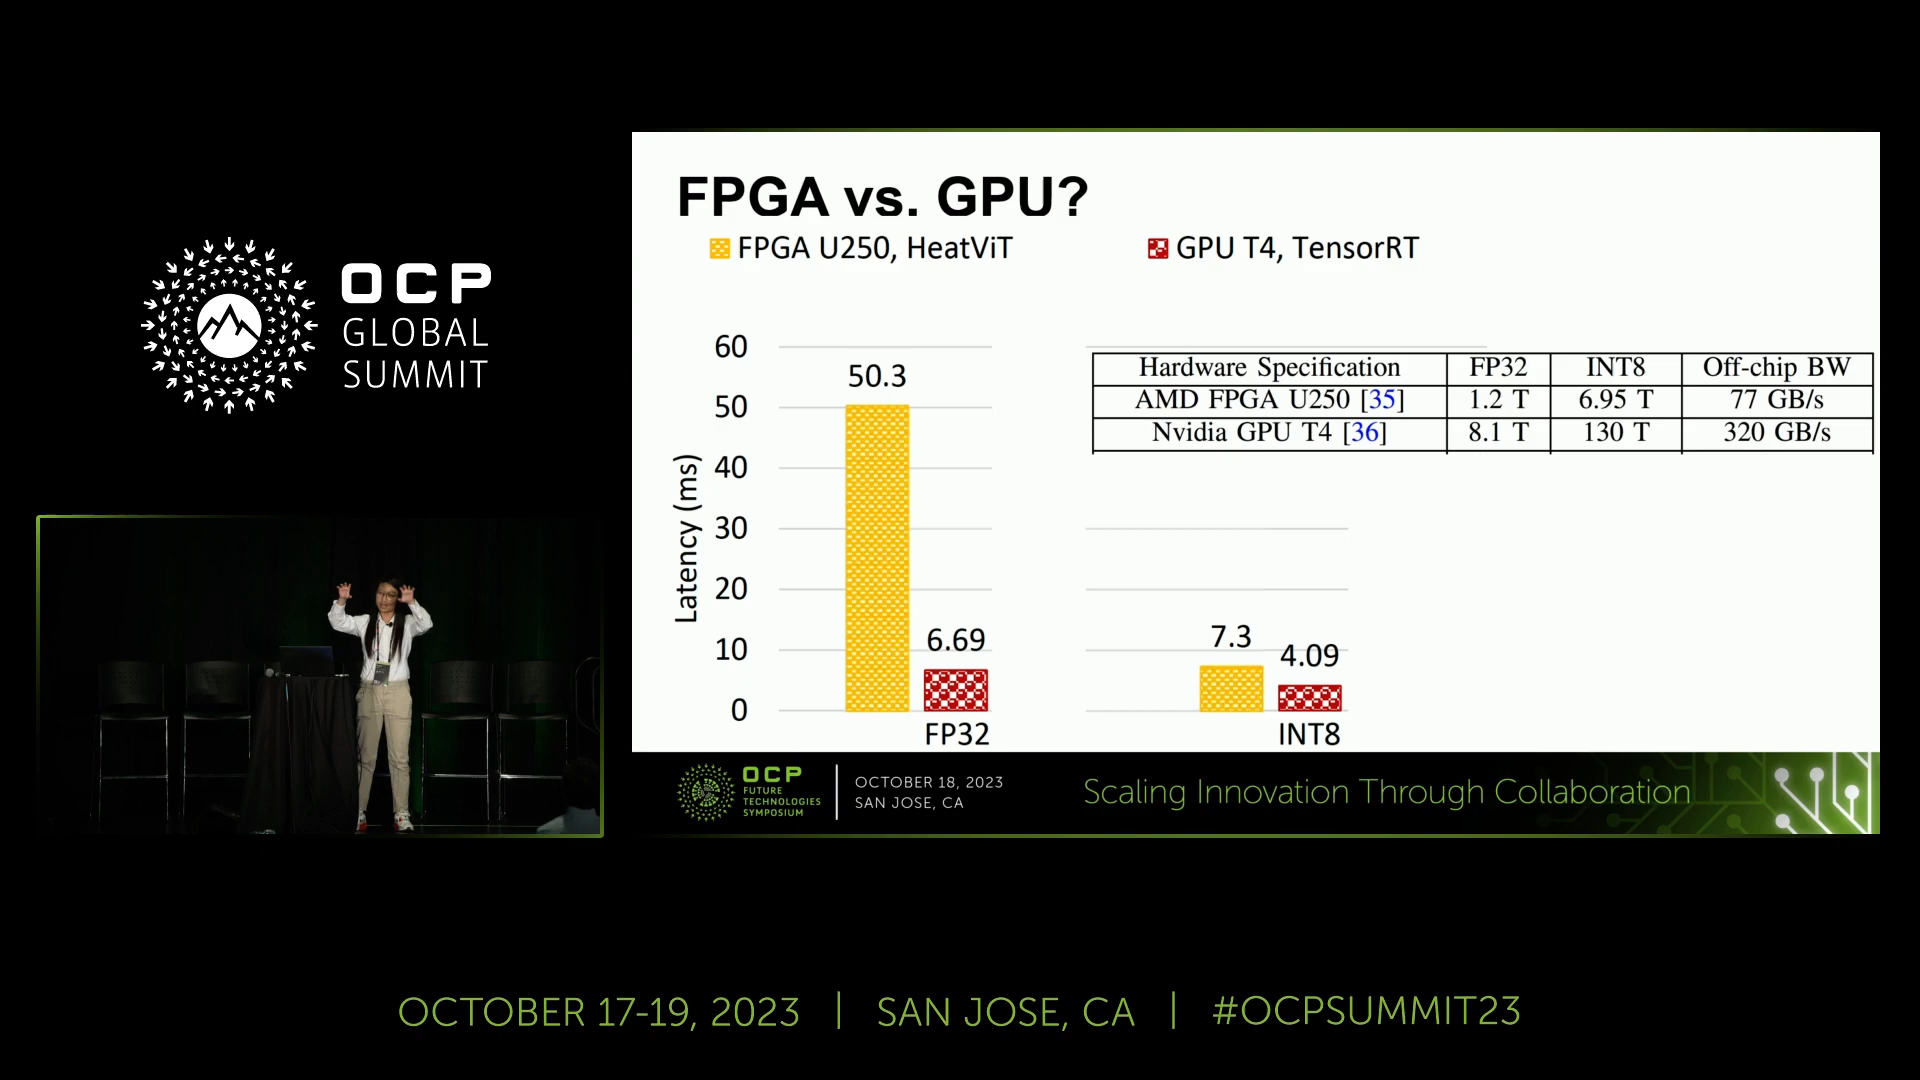 OCP
GLOBAL
SUMMIT
FPGA vs. GPU?
FPGA U250, HeatViT
GPU T4, TensorRT
Latency (ms)
60
50
40
30
20
10
0
50.3
6.69
FP32
7.3
4.09
INT8
Hardware Specification FP32 INT8 Off-chip BW
AMD FPGA U250 [35] 1.2 T 6.95 T 77 GB/s
Nvidia GPU T4 [36] 8.1 T 130 T 320 GB/s
OCP
FUTURE
TECHNOLOGIES
SYMPOSIUM
OCTOBER 18, 2023
SAN JOSE, CA
Scaling Innovation Through Collaboration
OCTOBER 17-19, 2023 | SAN JOSE, CA | #OCPSUMMIT23